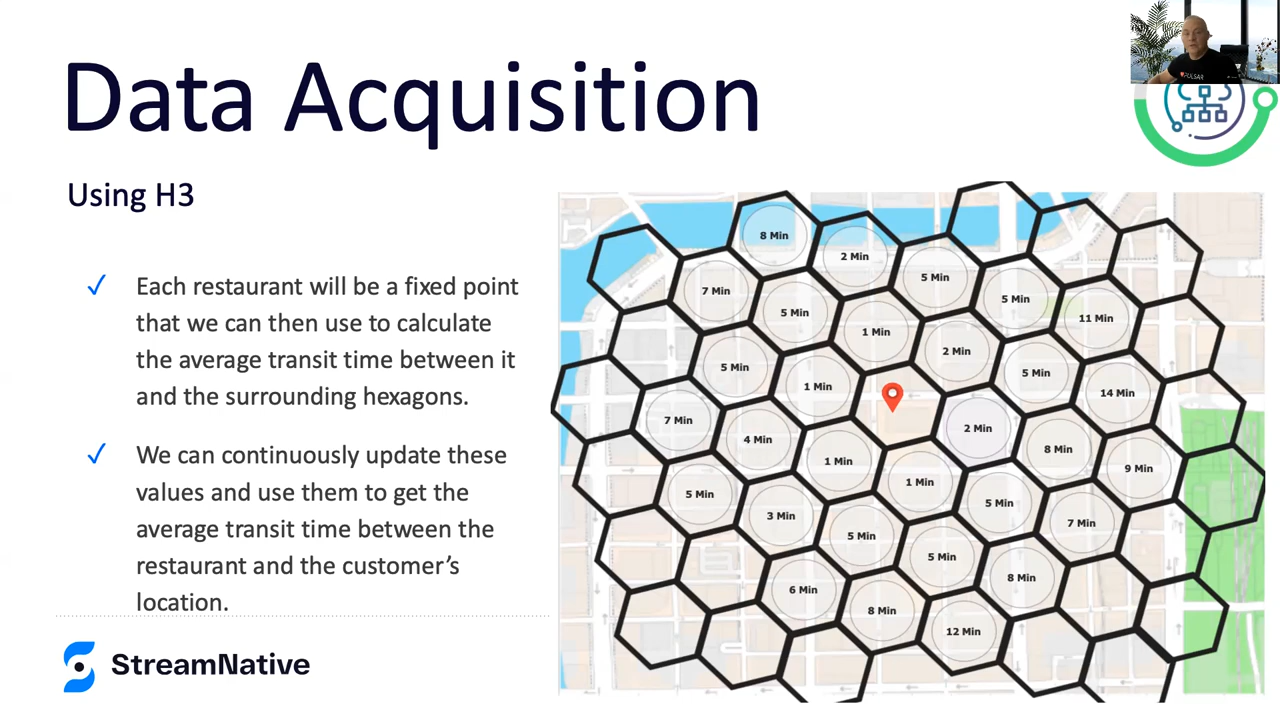 Data Acquisition
PULSAR
Using H3
✓ Each restaurant will be a fixed point
that we can then use to calculate
the average transit time between it
and the surrounding hexagons.
✓ We can continuously update these
values and use them to get the
average transit time between the
restaurant and the customer’s
location.
StreamNative
8 Min
2 Min
5 Min
7 Min
5 Min
5 Min
11 Min
1 Min
2 Min
5 Min
1 Min
5 Min
14 Min
7 Min
4 Min
2 Min
1 Min
8 Min
9 Min
5 Min
1 Min
3 Min
5 Min
7 Min
5 Min
5 Min
6 Min
8 Min
8 Min
12 Min